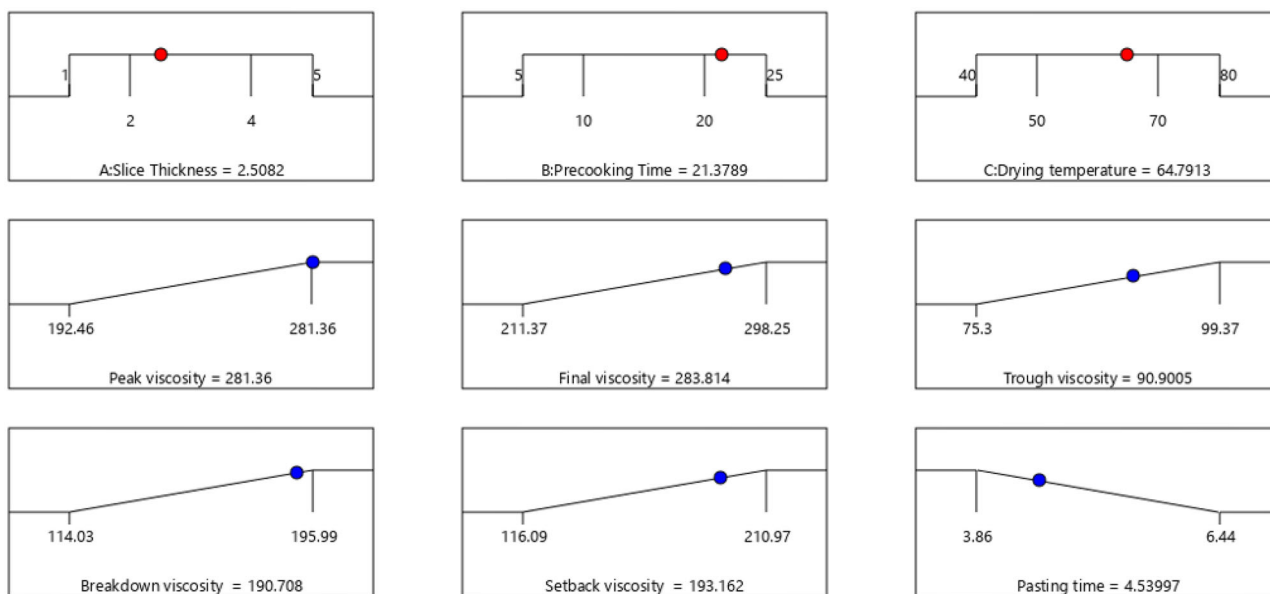 1 5
2 4
A:Slice Thickness = 2.5082
5 25
10 20
B:Precooking Time = 21.3789
40 80
50 70
C:Drying temperature = 64.7913
192.46 281.36
Peak viscosity = 281.36
211.37 298.25
Final viscosity = 283.814
75.3 99.37
Trough viscosity = 90.9005
114.03 195.99
Breakdown viscosity = 190.708
116.09 210.97
Setback viscosity = 193.162
3.86 6.44
Pasting time = 4.53997